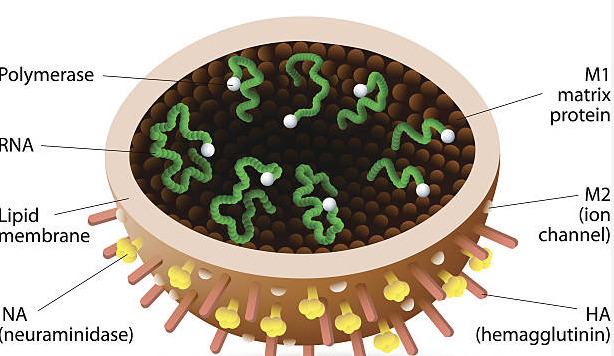 Polymerase
RNA
Lipid
membrane
NA
(neuraminidase)
M1
matrix
protein
M2
(ion
channel)
HA
(hemagglutinin)